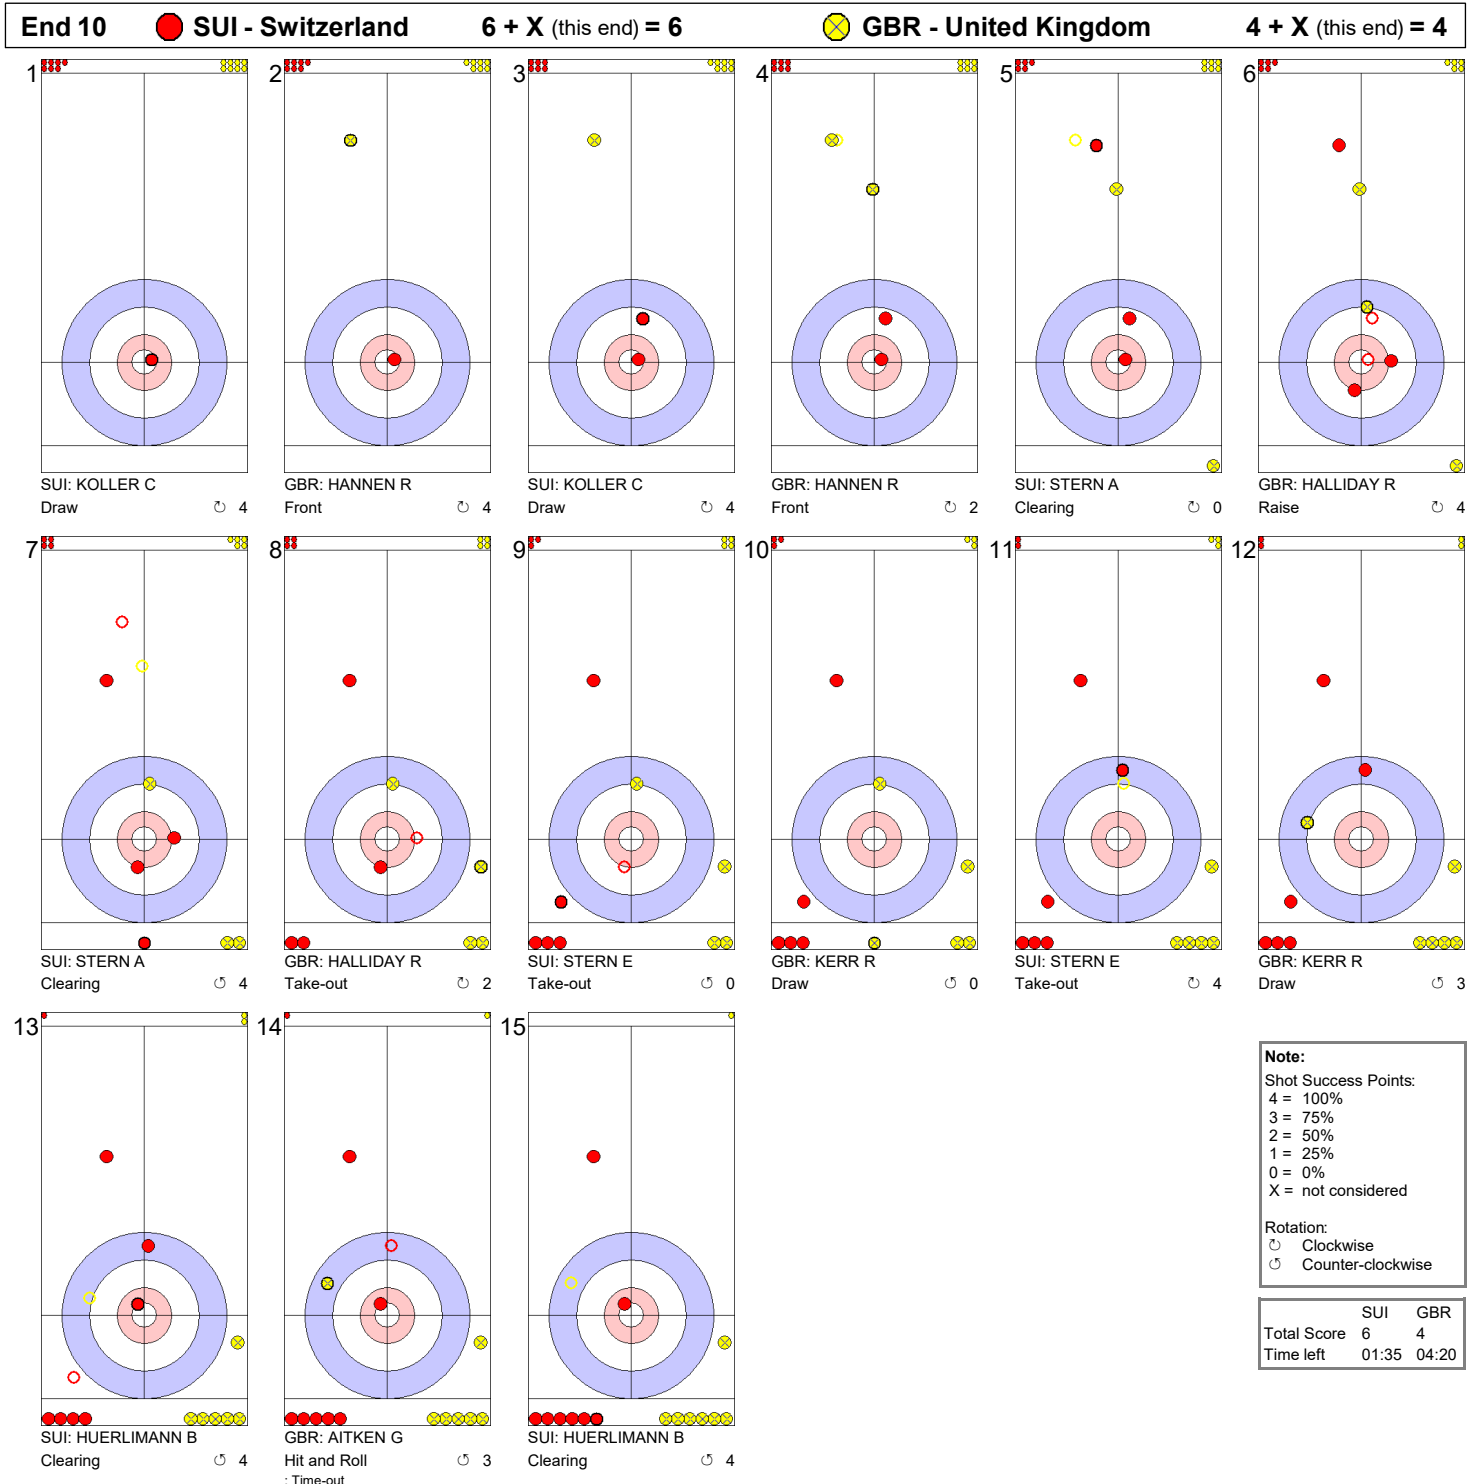 End 10 SUI - Switzerland 6 + X (this end) = 6 GBR - United Kingdom 4 + X (this end) = 4
1 2 3 4 5 6
SUI: KOLLER C GBR: HANNEN R SUI: KOLLER C GBR: HANNEN R SUI: STERN A GBR: HALLIDAY R
Draw ↻ 4 Front ↻ 4 Draw ↻ 4 Front ↻ 2 Clearing ↻ 0 Raise ↻ 4
7 8 9 10 11 12
SUI: STERN A GBR: HALLIDAY R SUI: STERN E GBR: KERR R SUI: STERN E GBR: KERR R
Clearing ↺ 4 Take-out ↻ 2 Take-out ↺ 0 Draw ↻ 0 Take-out ↻ 4 Draw ↺ 3
13 14 15
SUI: HUERLIMANN B GBR: AITKEN G SUI: HUERLIMANN B
Clearing ↺ 4 Hit and Roll ↺ 3 Clearing ↺ 4
: Time-out
Note:
Shot Success Points:
4 = 100%
3 = 75%
2 = 50%
1 = 25%
0 = 0%
X = not considered
Rotation:
↻ Clockwise
↺ Counter-clockwise
SUI GBR
Total Score 6 4
Time left 01:35 04:20